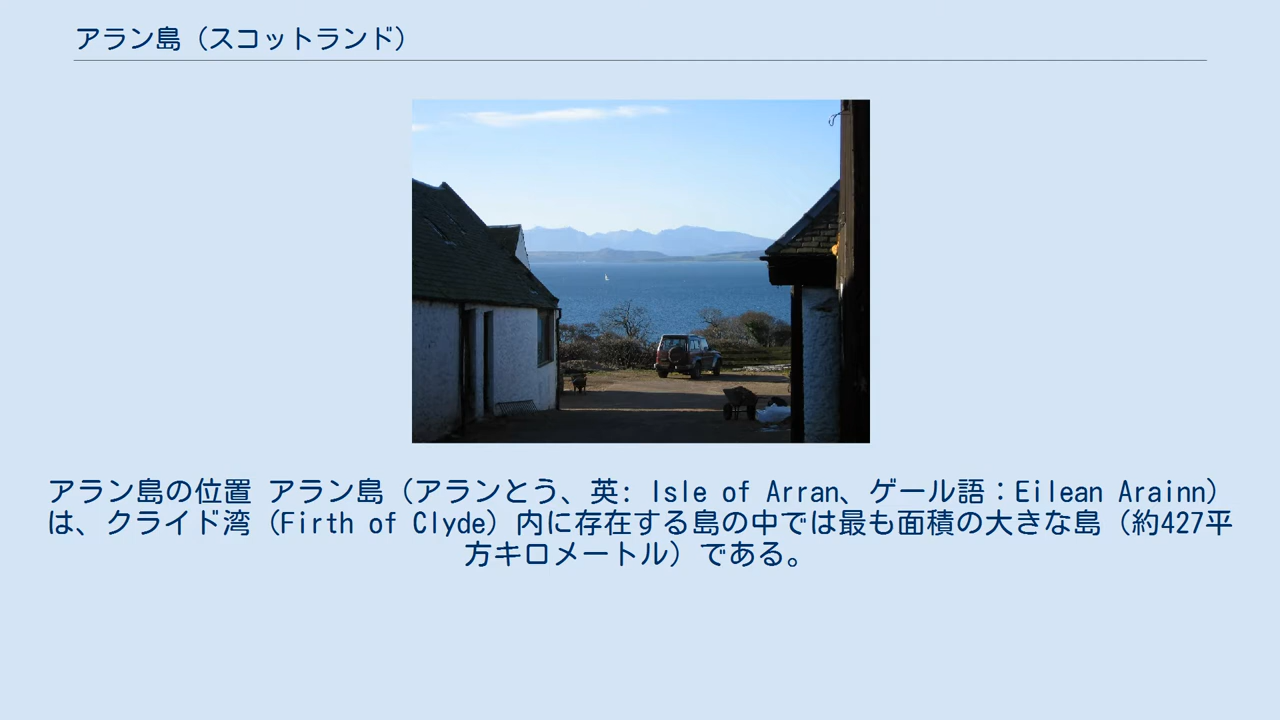 アラン島（スコットランド）
アラン島の位置 アラン島（アランとう、英: Isle of Arran、ゲール語：Eilean Arainn）
は、クライド湾（Firth of Clyde）内に存在する島の中では最も面積の大きな島（約427平
方キロメートル）である。